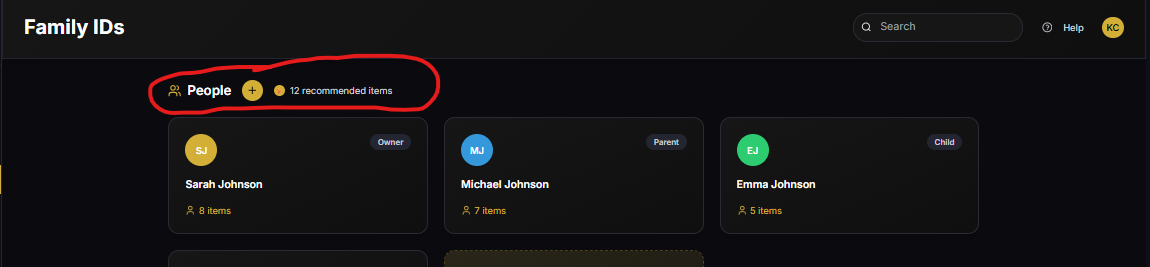 Family IDs
Search
Help
KC
People + 12 recommended items
SJ
Owner
Sarah Johnson
8 items
MJ
Parent
Michael Johnson
7 items
EJ
Child
Emma Johnson
5 items